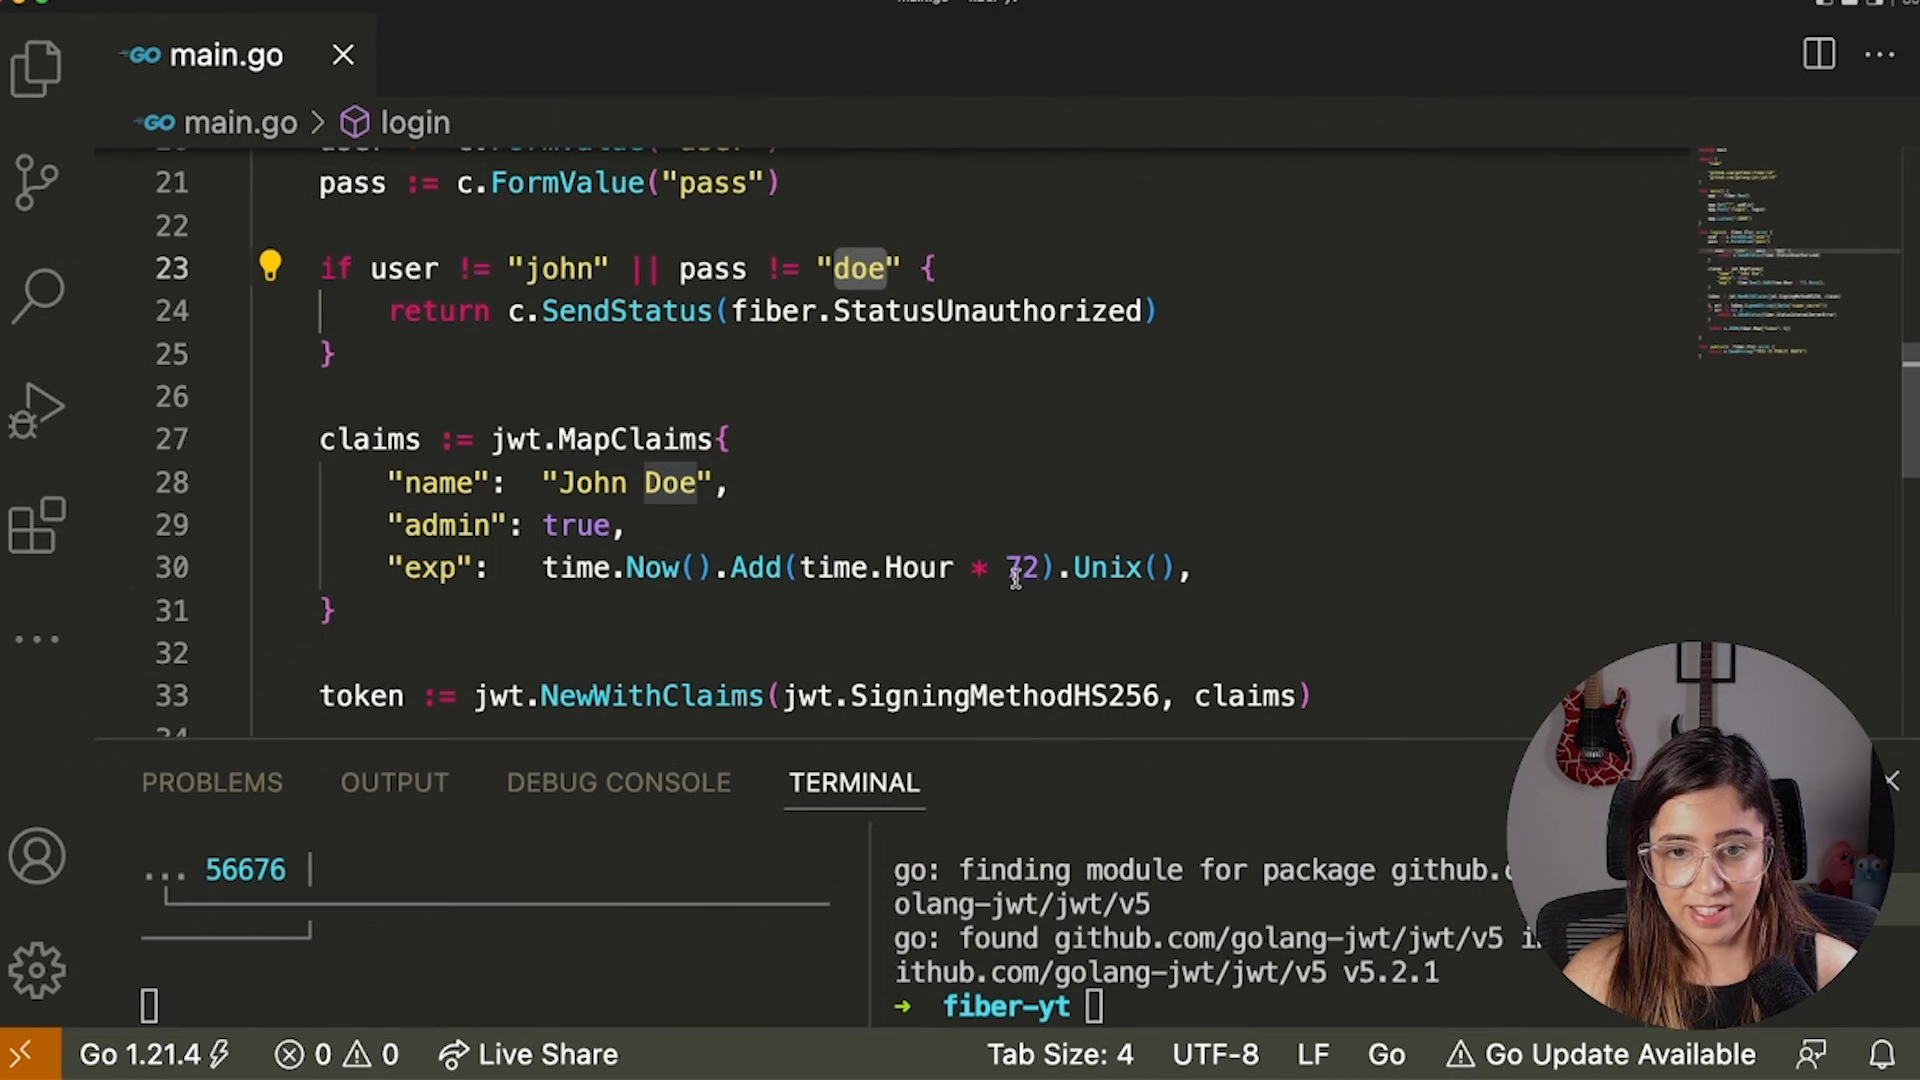 GO main.go
GO main.go > login
21 pass := c.FormValue("pass")
22
23 if user != "john" || pass != "doe" {
24 return c.SendStatus(fiber.StatusUnauthorized)
25 }
26
27 claims := jwt.MapClaims{
28 "name": "John Doe",
29 "admin": true,
30 "exp": time.Now().Add(time.Hour * 72).Unix(),
31 }
32
33 token := jwt.NewWithClaims(jwt.SigningMethodHS256, claims)
PROBLEMS OUTPUT DEBUG CONSOLE TERMINAL
... 56676
go: finding module for package github.
olang-jwt/jwt/v5
go: found github.com/golang-jwt/jwt/v5
ithub.com/golang-jwt/jwt/v5 v5.2.1
→ fiber-yt
Go 1.21.4 0 0 Live Share Tab Size: 4 UTF-8 LF Go Go Update Available